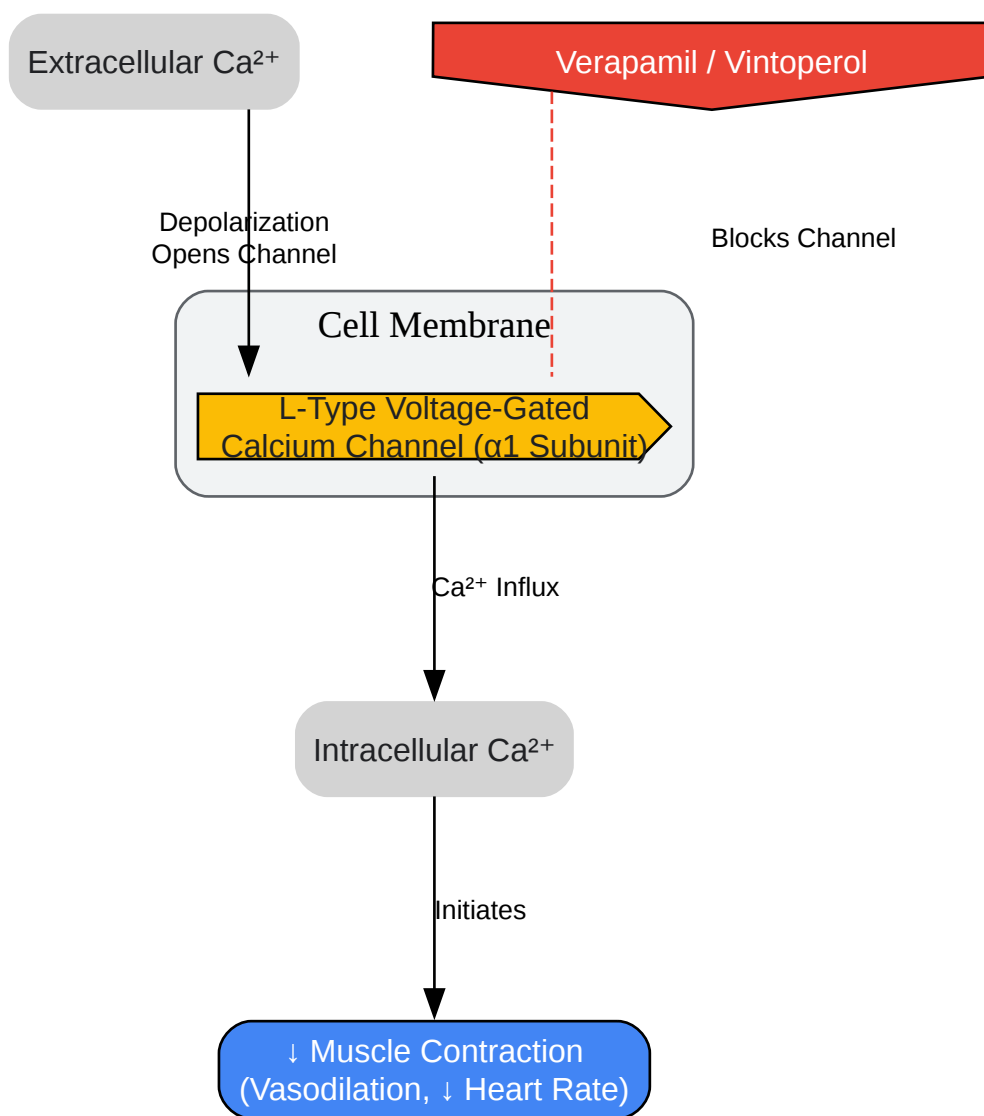 Extracellular Ca²⁺
Verapamil / Vintoperol
Depolarization
Opens Channel
Blocks Channel
Cell Membrane
L-Type Voltage-Gated
Calcium Channel (α1 Subunit)
Ca²⁺ Influx
Intracellular Ca²⁺
Initiates
↓ Muscle Contraction
(Vasodilation, ↓ Heart Rate)